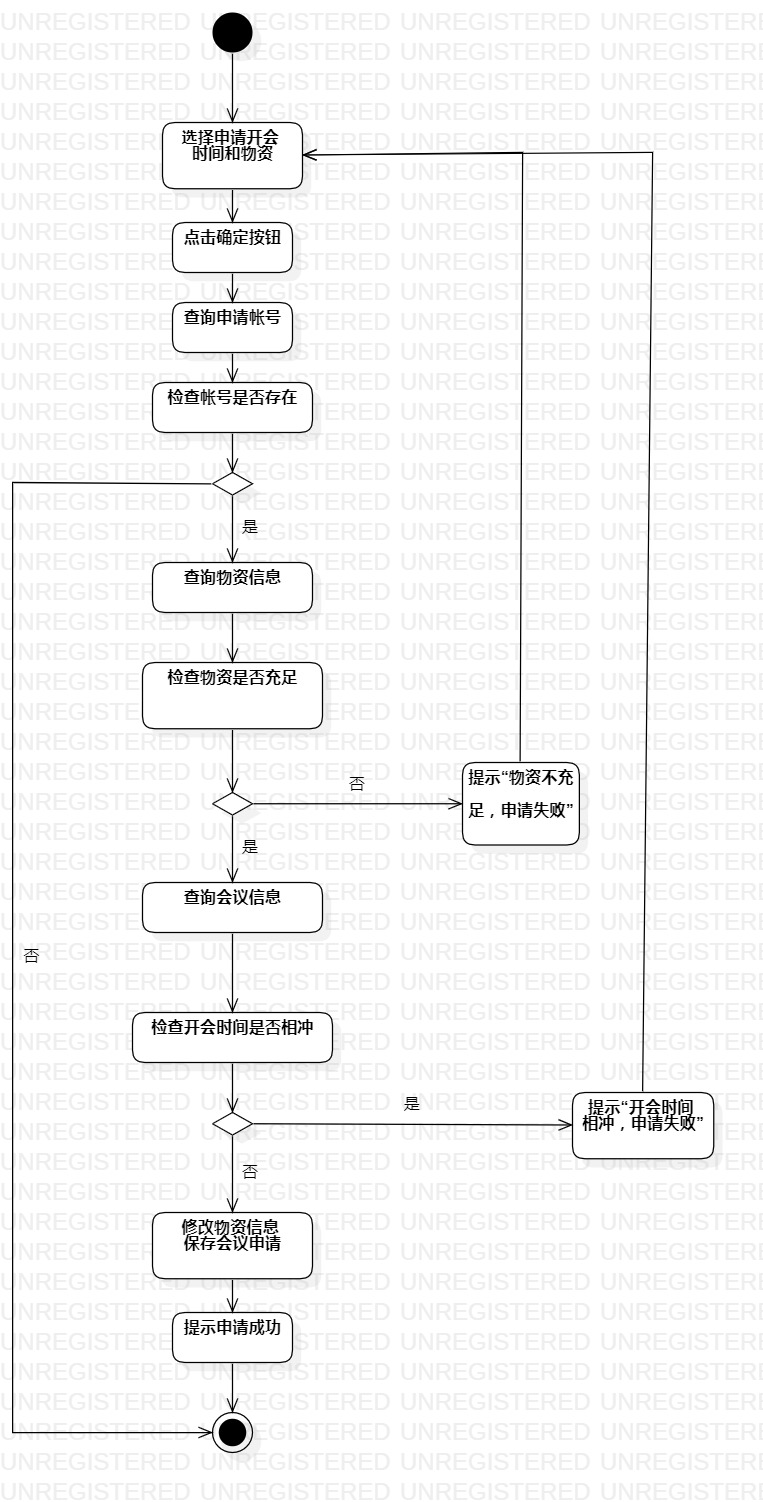 选择申请开会
时间和物资
点击确定按钮
查询申请帐号
检查帐号是否存在
是
查询物资信息
检查物资是否充足
否
提示“物资不充
足，申请失败”
是
查询会议信息
否
检查开会时间是否相冲
是
提示“开会时间
相冲，申请失败”
否
修改物资信息
保存会议申请
提示申请成功
UNREGISTERED